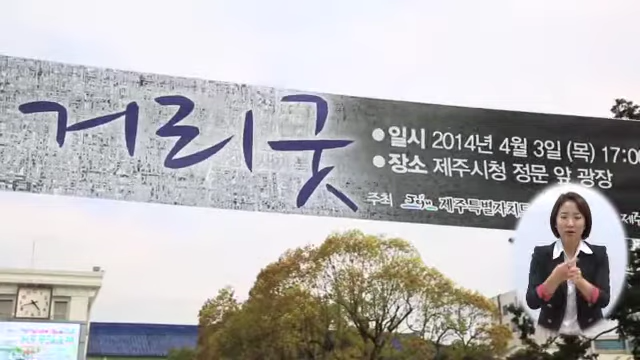 거리굿
•일시 2014년 4월 3일(목) 17:0
•장소 제주시청 정문 앞 광장
주최 제주특별자치도